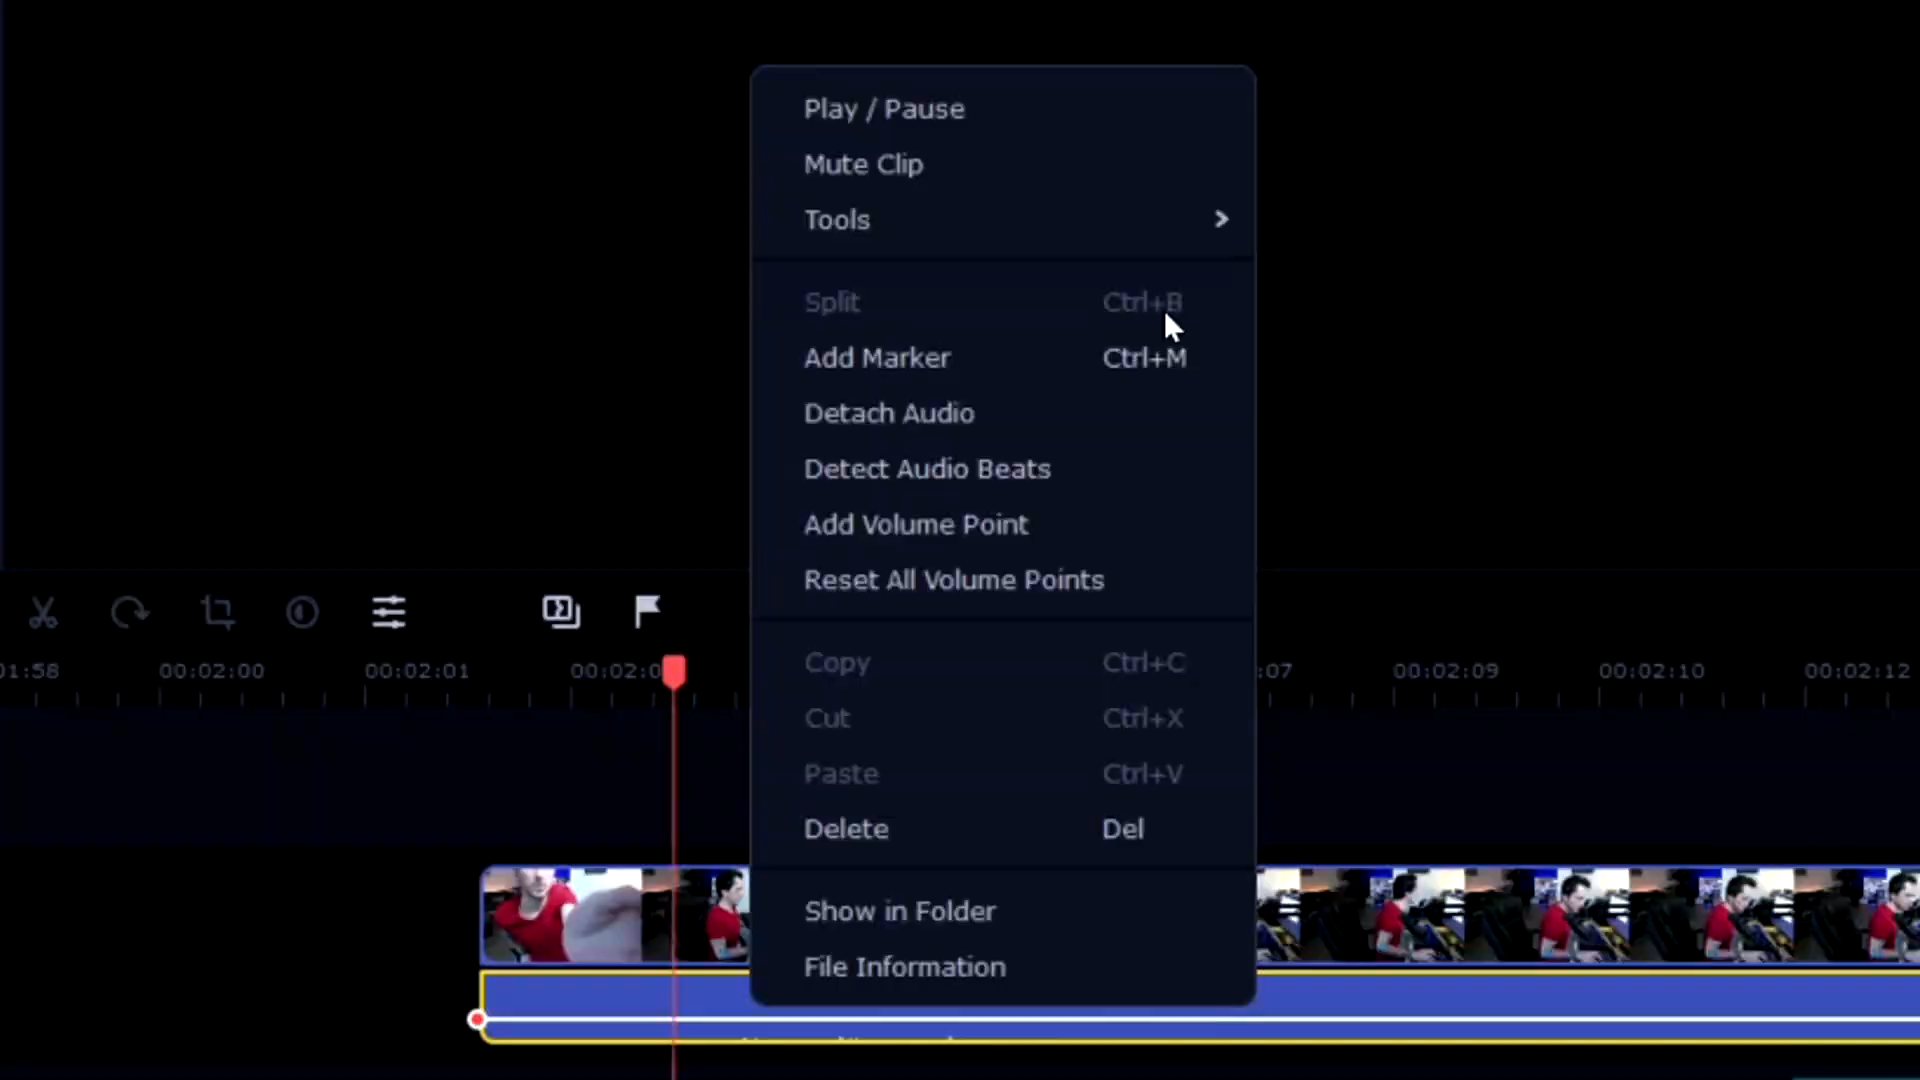 Play / Pause
Mute Clip
Tools
Split Ctrl+B
Add Marker Ctrl+M
Detach Audio
Detect Audio Beats
Add Volume Point
Reset All Volume Points
01:58 00:02:00 00:02:01 00:02:0 :07 00:02:09 00:02:10 00:02:12
Copy Ctrl+C
Cut Ctrl+X
Paste Ctrl+V
Delete Del
Show in Folder
File Information